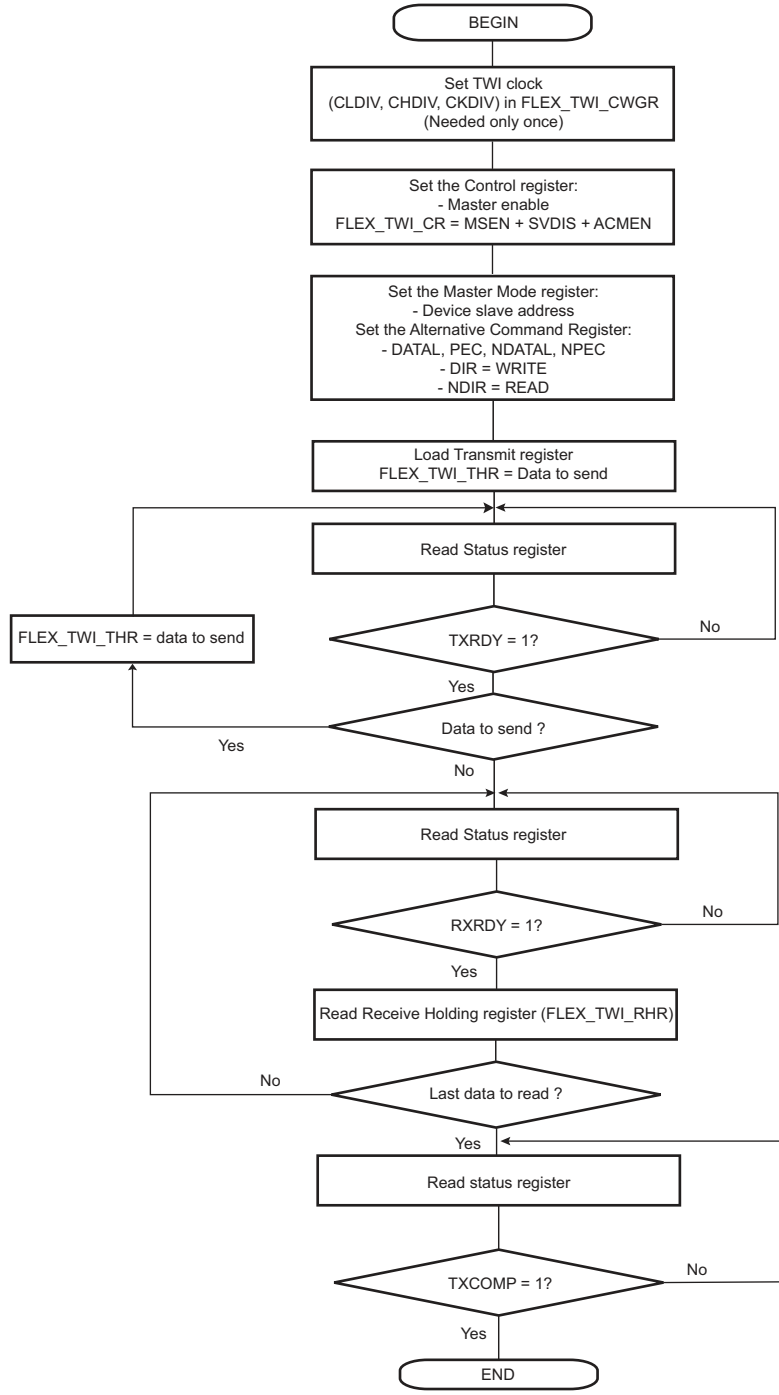 BEGIN
Set TWI clock
(CLDIV, CHDIV, CKDIV) in FLEX_TWI_CWGR
(Needed only once)
Set the Control register:
- Master enable
FLEX_TWI_CR = MSEN + SVDIS + ACMEN
Set the Master Mode register:
- Device slave address
Set the Alternative Command Register:
- DATAL, PEC, NDATAL, NPEC
- DIR = WRITE
- NDIR = READ
Load Transmit register
FLEX_TWI_THR = Data to send
Read Status register
FLEX_TWI_THR = data to send
TXRDY = 1?
No
Yes
Data to send ?
Yes
No
Read Status register
RXRDY = 1?
No
Yes
Read Receive Holding register (FLEX_TWI_RHR)
No
Last data to read ?
Yes
Read status register
TXCOMP = 1?
No
Yes
END